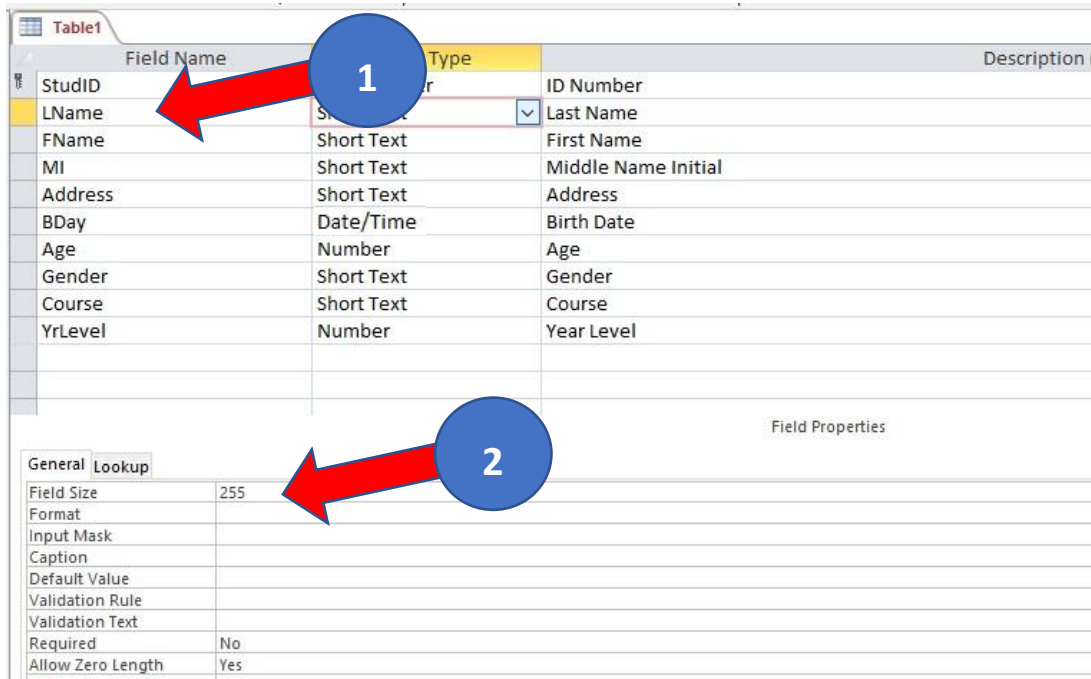 Table1
Field Name Type Description
StudID ID Number
LName Last Name
FName Short Text First Name
MI Short Text Middle Name Initial
Address Short Text Address
BDay Date/Time Birth Date
Age Number Age
Gender Short Text Gender
Course Short Text Course
YrLevel Number Year Level
1
Field Properties
General Lookup
2
Field Size 255
Format
Input Mask
Caption
Default Value
Validation Rule
Validation Text
Required No
Allow Zero Length Yes